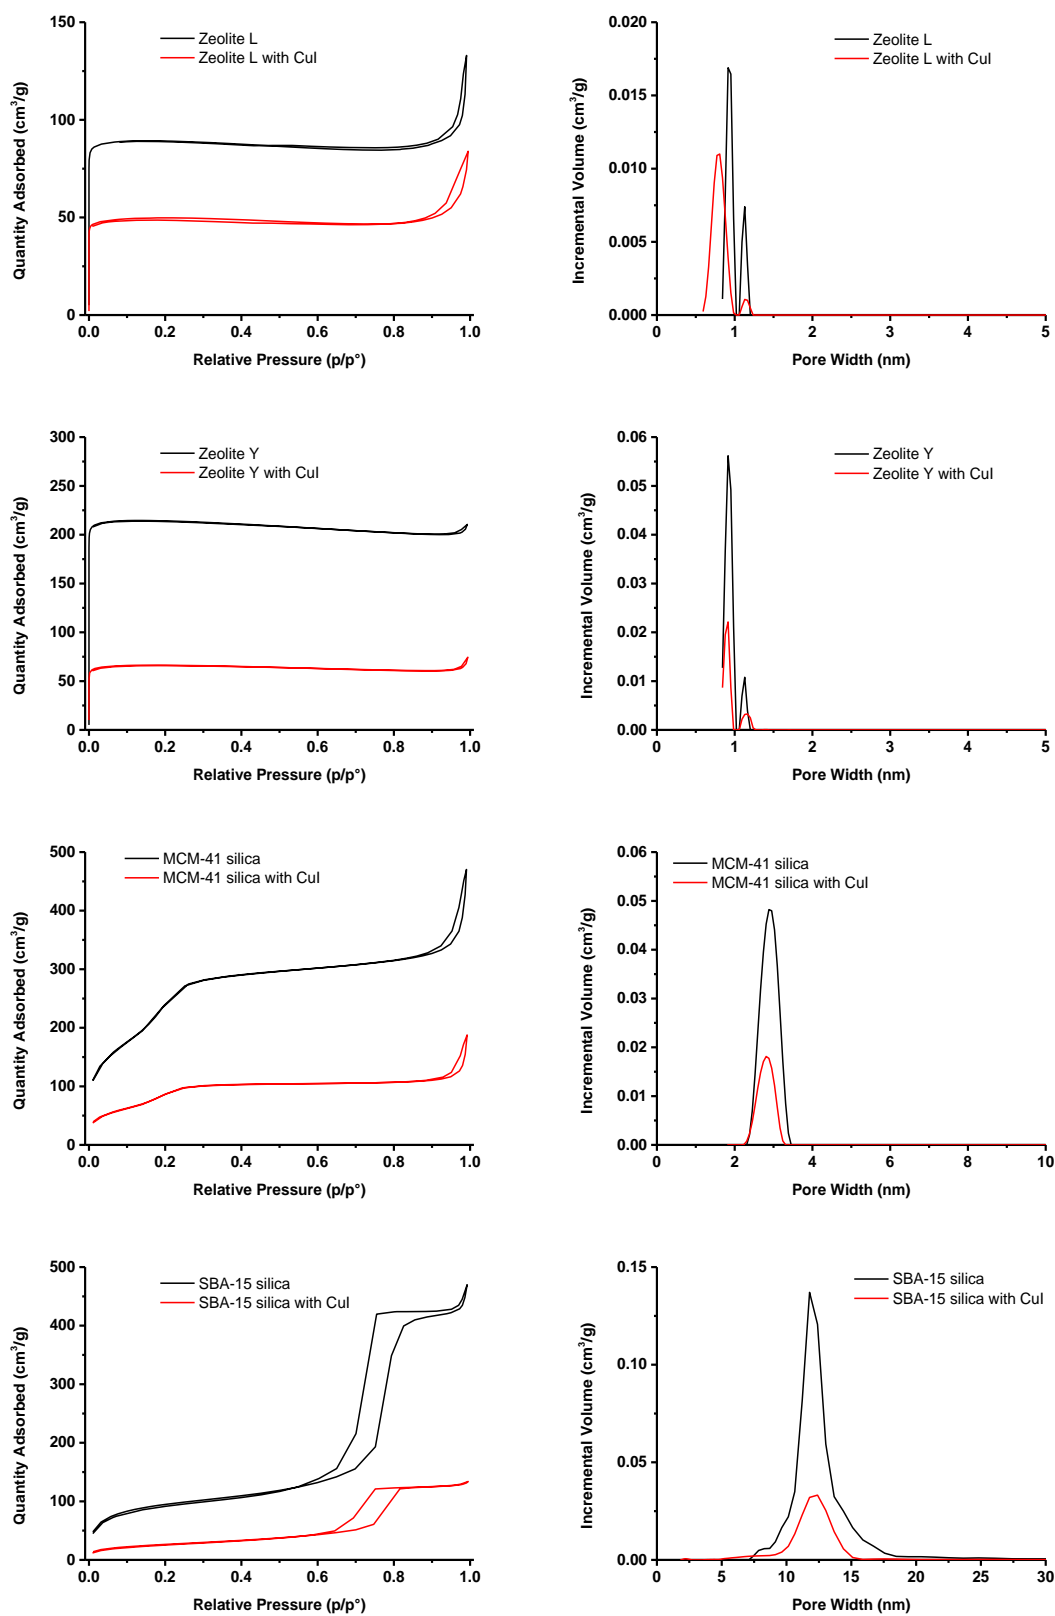 150
100
50
0
Quantity Adsorbed (cm³/g)
Zeolite L
Zeolite L with CuI
0.0 0.2 0.4 0.6 0.8 1.0
Relative Pressure (p/p°)
0.020
0.015
0.010
0.005
0.000
Incremental Volume (cm³/g)
Zeolite L
Zeolite L with CuI
0 1 2 3 4 5
Pore Width (nm)
300
250
200
150
100
50
0
Quantity Adsorbed (cm³/g)
Zeolite Y
Zeolite Y with CuI
0.0 0.2 0.4 0.6 0.8 1.0
Relative Pressure (p/p°)
0.06
0.05
0.04
0.03
0.02
0.01
0.00
Incremental Volume (cm³/g)
Zeolite Y
Zeolite Y with CuI
0 1 2 3 4 5
Pore Width (nm)
500
400
300
200
100
0
Quantity Adsorbed (cm³/g)
MCM-41 silica
MCM-41 silica with CuI
0.0 0.2 0.4 0.6 0.8 1.0
Relative Pressure (p/p°)
0.06
0.05
0.04
0.03
0.02
0.01
0.00
Incremental Volume (cm³/g)
MCM-41 silica
MCM-41 silica with CuI
0 2 4 6 8 10
Pore Width (nm)
500
400
300
200
100
0
Quantity Adsorbed (cm³/g)
SBA-15 silica
SBA-15 silica with CuI
0.0 0.2 0.4 0.6 0.8 1.0
Relative Pressure (p/p°)
0.15
0.10
0.05
0.00
Incremental Volume (cm³/g)
SBA-15 silica
SBA-15 silica with CuI
0 5 10 15 20 25 30
Pore Width (nm)